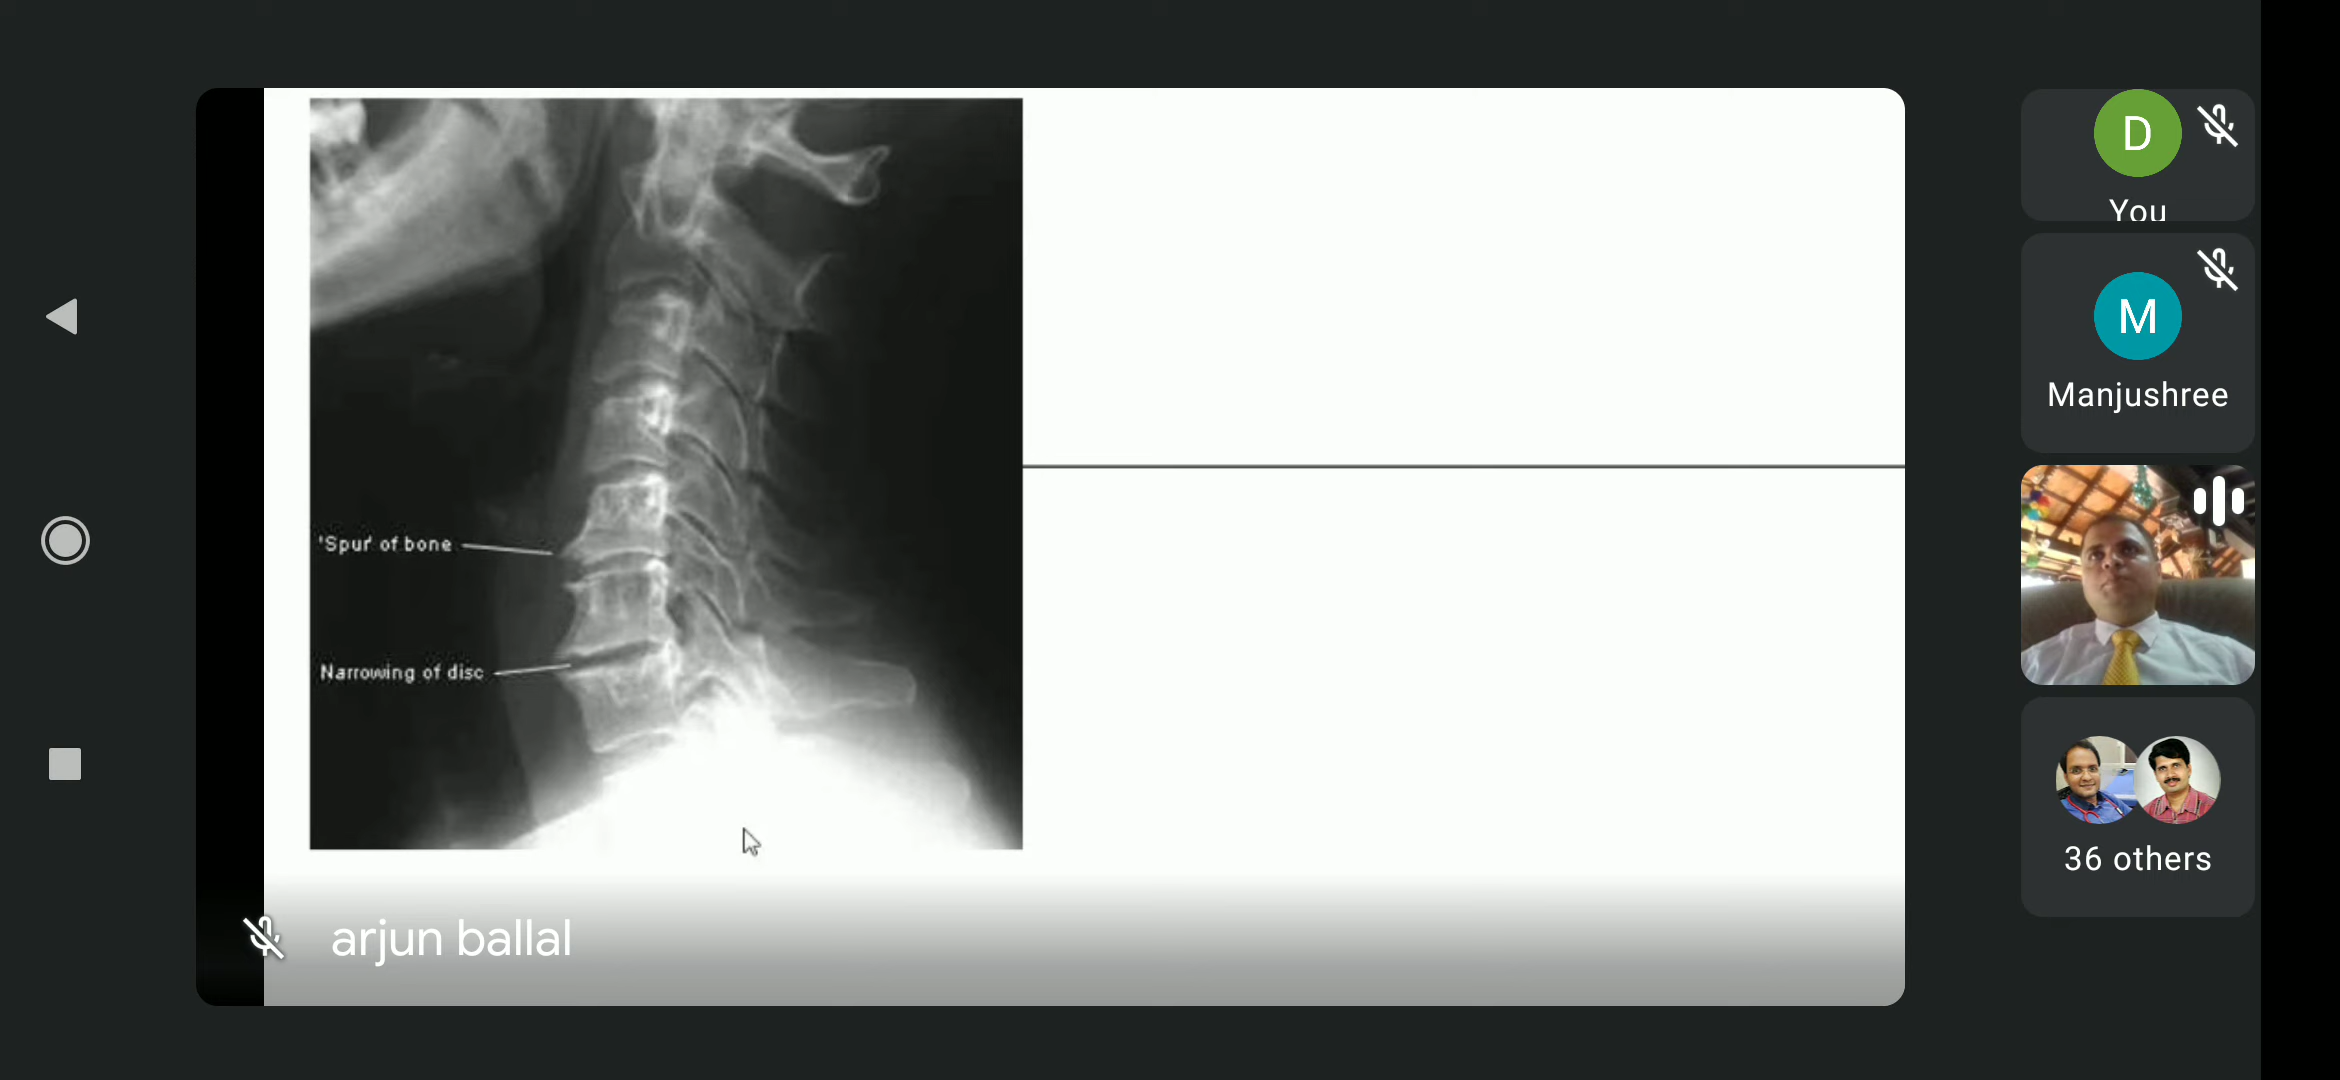 'Spur' of bone
Narrowing of disc
arjun ballal
D
You
M
Manjushree
36 others